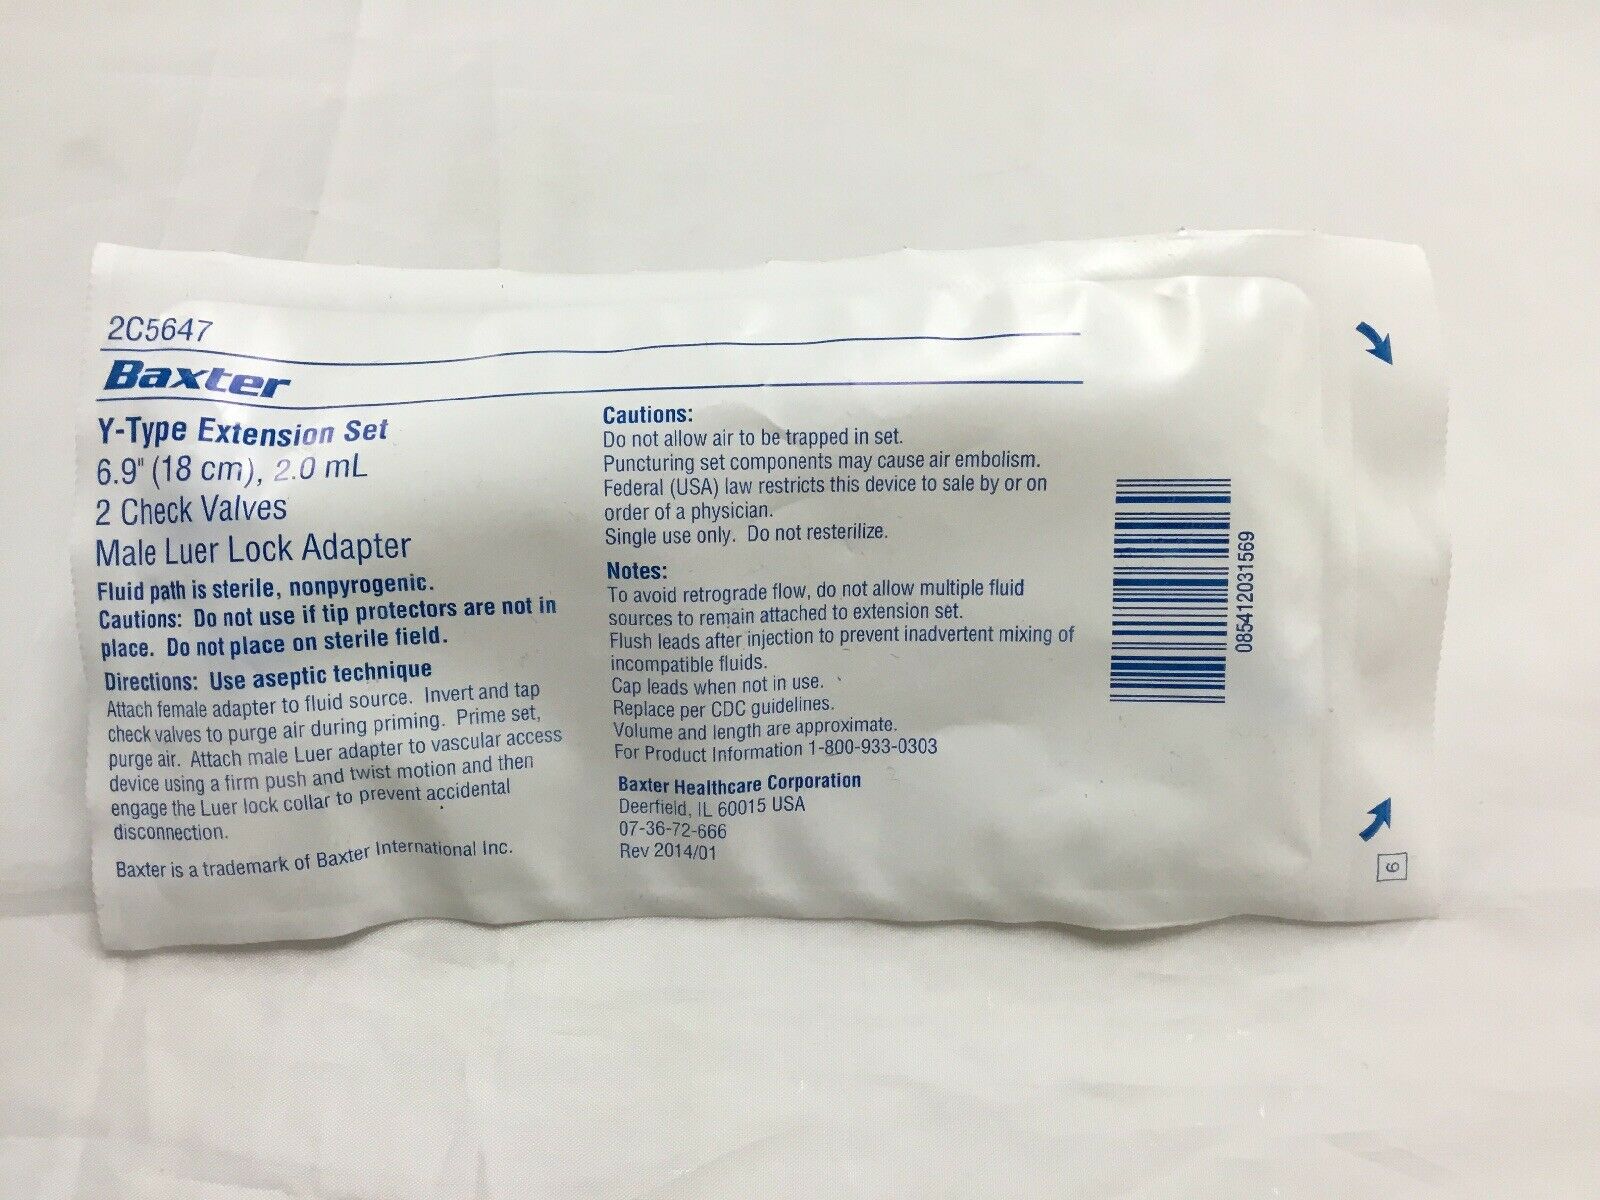 2C5647
Baxter
Y-Type Extension Set
6.9" (18 cm), 2.0 mL
2 Check Valves
Male Luer Lock Adapter
Fluid path is sterile, nonpyrogenic.
Cautions: Do not use if tip protectors are not in
place. Do not place on sterile field.
Directions: Use aseptic technique
Attach female adapter to fluid source. Invert and tap
check valves to purge air during priming. Prime set,
purge air. Attach male Luer adapter to vascular access
device using a firm push and twist motion and then
engage the Luer lock collar to prevent accidental
disconnection.
Baxter is a trademark of Baxter International Inc.
Cautions:
Do not allow air to be trapped in set.
Puncturing set components may cause air embolism.
Federal (USA) law restricts this device to sale by or on
order of a physician.
Single use only. Do not resterilize.
Notes:
To avoid retrograde flow, do not allow multiple fluid
sources to remain attached to extension set.
Flush leads after injection to prevent inadvertent mixing of
incompatible fluids.
Cap leads when not in use.
Replace per CDC guidelines.
Volume and length are approximate.
For Product Information 1-800-933-0303
Baxter Healthcare Corporation
Deerfield, IL 60015 USA
07-36-72-666
Rev 2014/01
085412031569
6